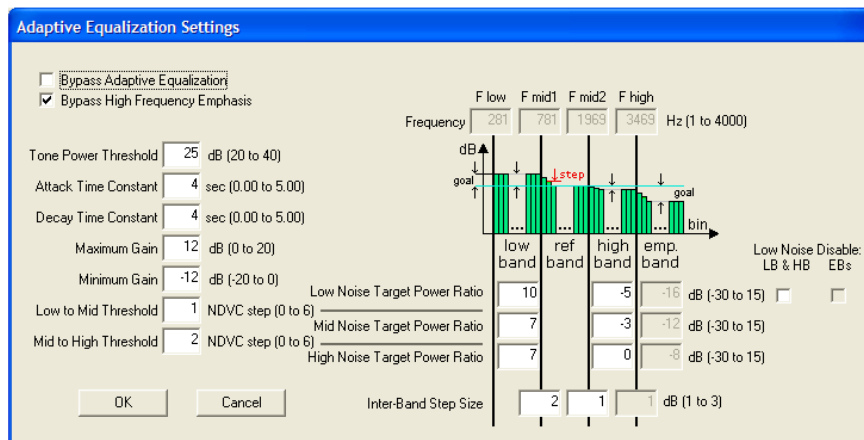 Adaptive Equalization Settings
Bypass Adaptive Equalization
Bypass High Frequency Emphasis
F low F mid1 F mid2 F high
Frequency 281 781 1969 3469 Hz (1 to 4000)
Tone Power Threshold 25 dB (20 to 40)
Attack Time Constant 4 sec (0.00 to 5.00)
Decay Time Constant 4 sec (0.00 to 5.00)
Maximum Gain 12 dB (0 to 20)
Minimum Gain -12 dB (-20 to 0)
Low to Mid Threshold 1 NDVC step (0 to 6)
Mid to High Threshold 2 NDVC step (0 to 6)
dB
goal
step
goal
... ... ... ...
bin
low band ref band high band emp. band
Low Noise Disable:
LB & HB EBs
Low Noise Target Power Ratio 10 -5 -16 dB (-30 to 15)
Mid Noise Target Power Ratio 7 -3 -12 dB (-30 to 15)
High Noise Target Power Ratio 7 0 -8 dB (-30 to 15)
Inter-Band Step Size 2 1 1 dB (1 to 3)
OK Cancel